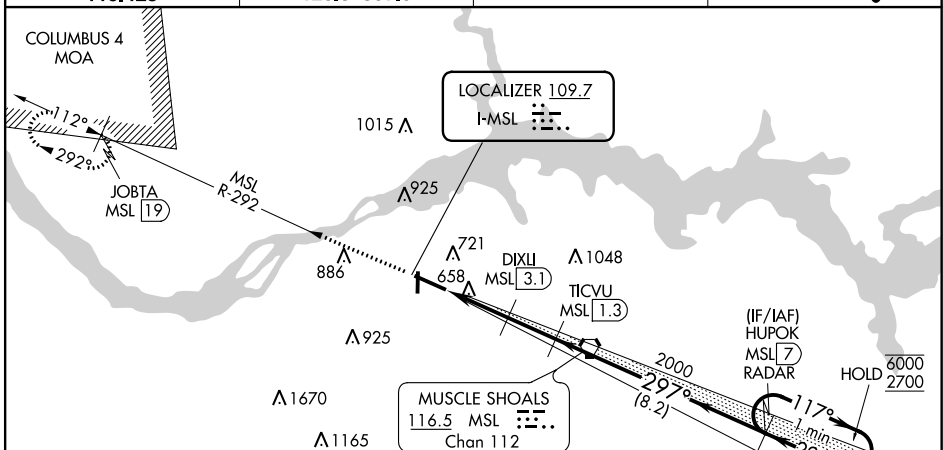 COLUMBUS 4
MOA
LOCALIZER 109.7
I-MSL
1015
112°
292°
JOBTA
MSL 19
MSL
R-292
925
886
721
658
DIXLI
MSL 3.1
1048
TICVU
MSL 1.3
(IF/IAF)
HUPOK
MSL 7
RADAR
HOLD 6000
2700
925
2000
297°
(8.2)
117°
1 min
1670
MUSCLE SHOALS
116.5 MSL
Chan 112
1165